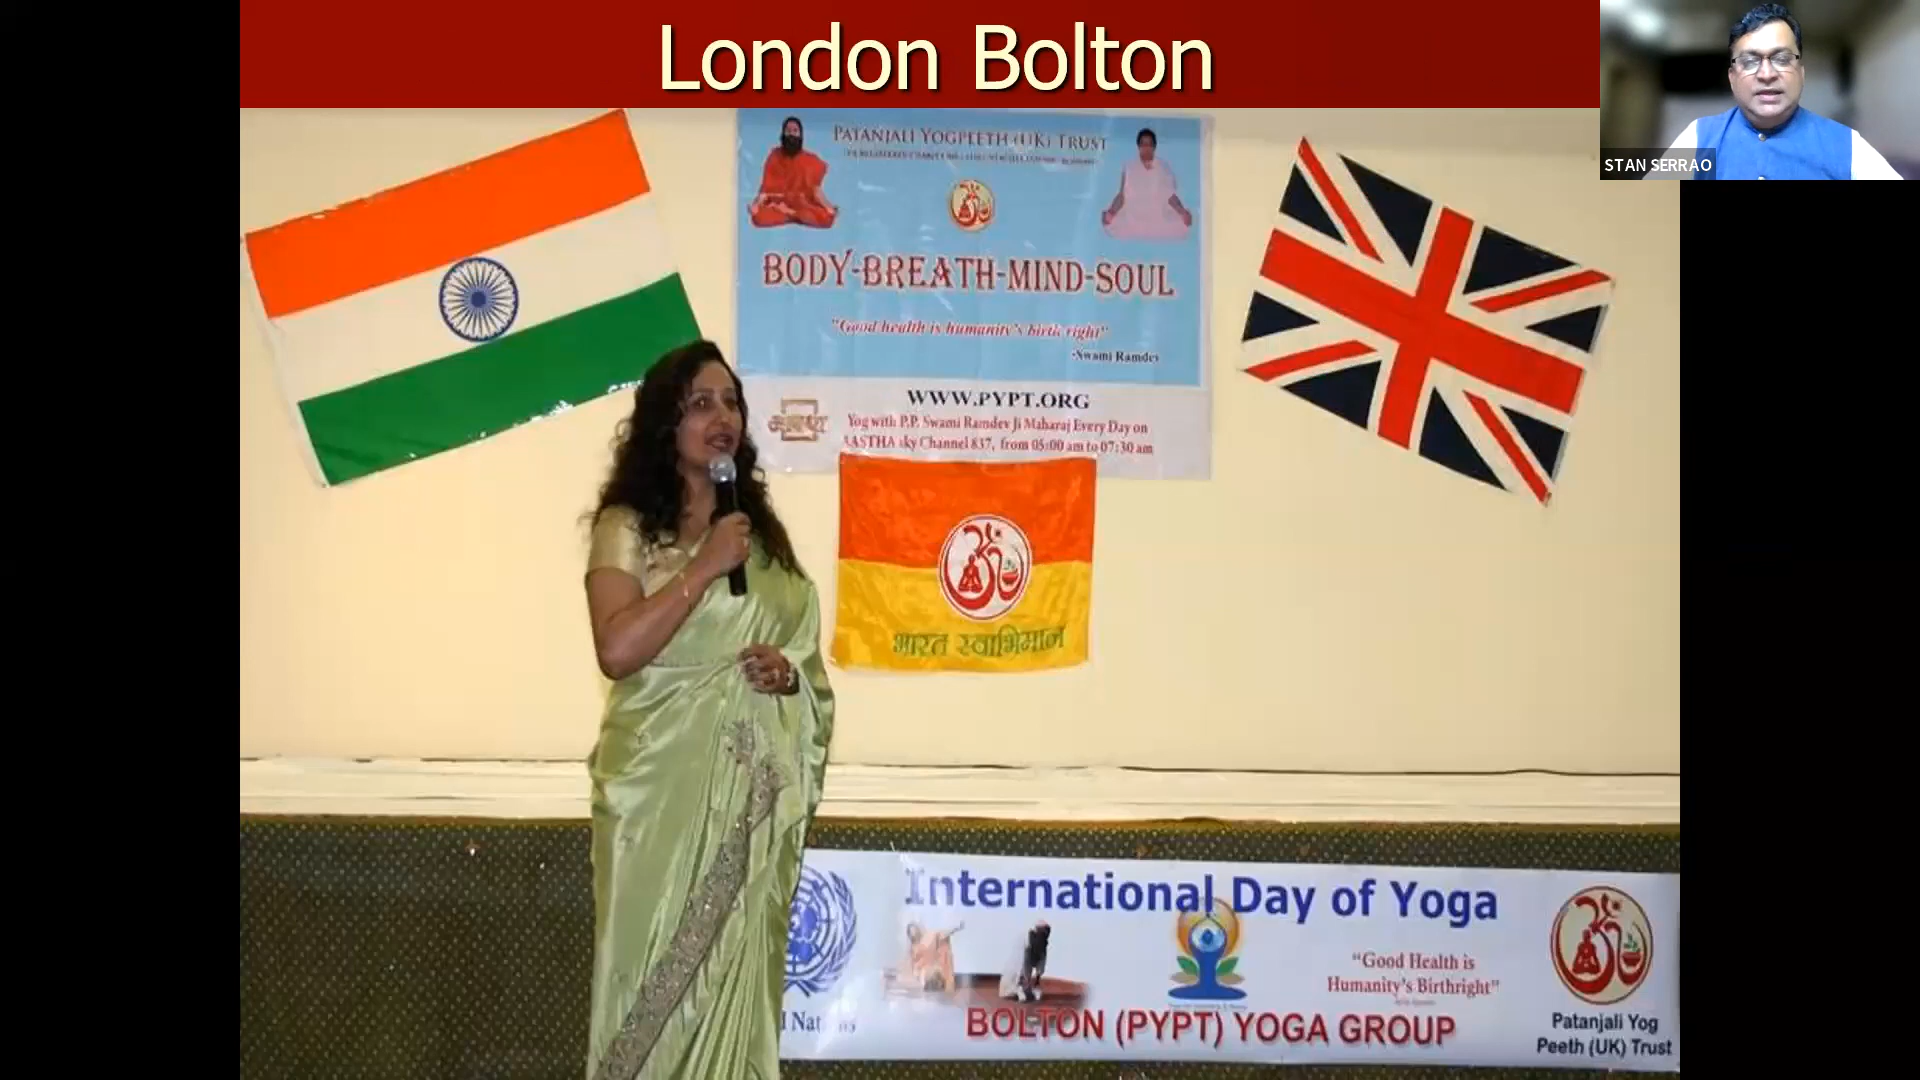 London Bolton
STAN SERRAO
PATANJALI YOGPEETH (UK) TRUST
BODY-BREATH-MIND-SOUL
"Good health is humanity's birth right"
-Swami Ramdev
WWW.PYPT.ORG
Yog with P.P. Swami Ramdev Ji Maharaj Every Day on
AASTHA sky Channel 837, from 05:00 am to 07:30 am
भारत स्वाभिमान
International Day of Yoga
"Good Health is
Humanity's Birthright"
BOLTON (PYPT) YOGA GROUP
Patanjali Yog
Peeth (UK) Trust